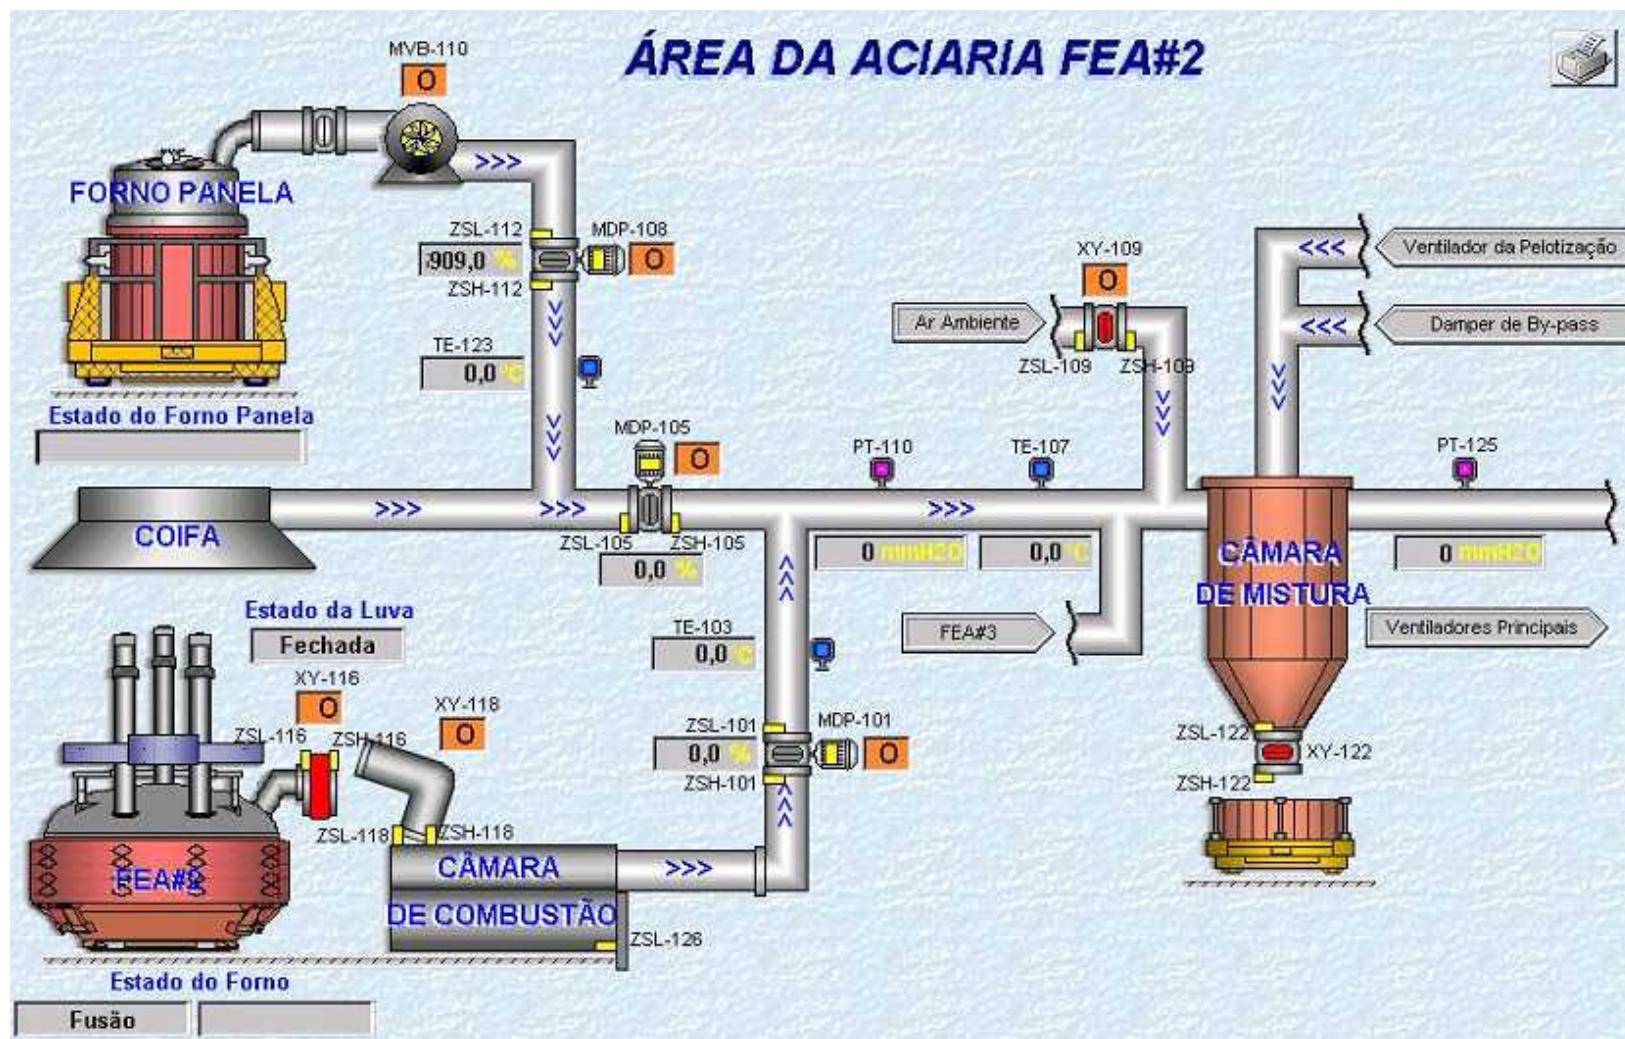 ÁREA DA ACIARIA FEA#2
MVB-110
O
FORNO PANELA
>>>
ZSL-112
MDP-108
909,0 %
O
ZSH-112
XY-109
O
<<<
Ventilador da Pelotização
Ar Ambiente
<<<
Damper de By-pass
TE-123
0,0 °C
ZSL-109
ZSH-109
Estado do Forno Panela
MDP-105
O
PT-110
TE-107
PT-125
COIFA
>>>
>>>
>>>
ZSL-105
ZSH-105
0,0 %
0 mmH2O
0,0 °C
CÂMARA
DE MISTURA
0 mmH2O
Estado da Luva
Fechada
TE-103
0,0 °C
FEA#3
Ventiladores Principais
XY-116
O
XY-118
O
ZSL-116
ZSH-116
ZSL-101
MDP-101
0,0 %
O
ZSH-101
ZSL-122
XY-122
ZSH-122
ZSL-118
ZSH-118
FEA#2
CÂMARA
DE COMBUSTÃO
>>>
ZSL-126
Estado do Forno
Fusão